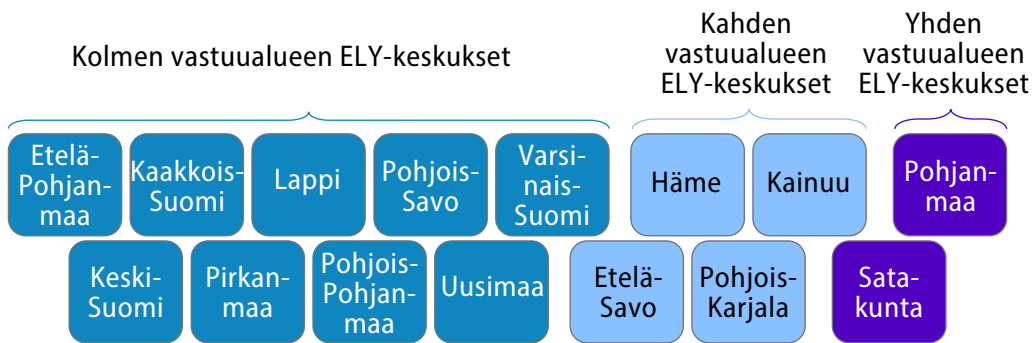 Kolmen vastuualueen ELY-keskukset
Kahden
vastuualueen
ELY-keskukset
Yhden
vastuualueen
ELY-keskukset
Etelä-
Pohjan-
maa
Kaakkois-
Suomi
Lappi
Pohjois-
Savo
Varsi-
nais-
Suomi
Häme
Kainuu
Pohjan-
maa
Keski-
Suomi
Pirkan-
maa
Pohjois-
Pohjan-
maa
Uusimaa
Etelä-
Savo
Pohjois-
Karjala
Sata-
kunta